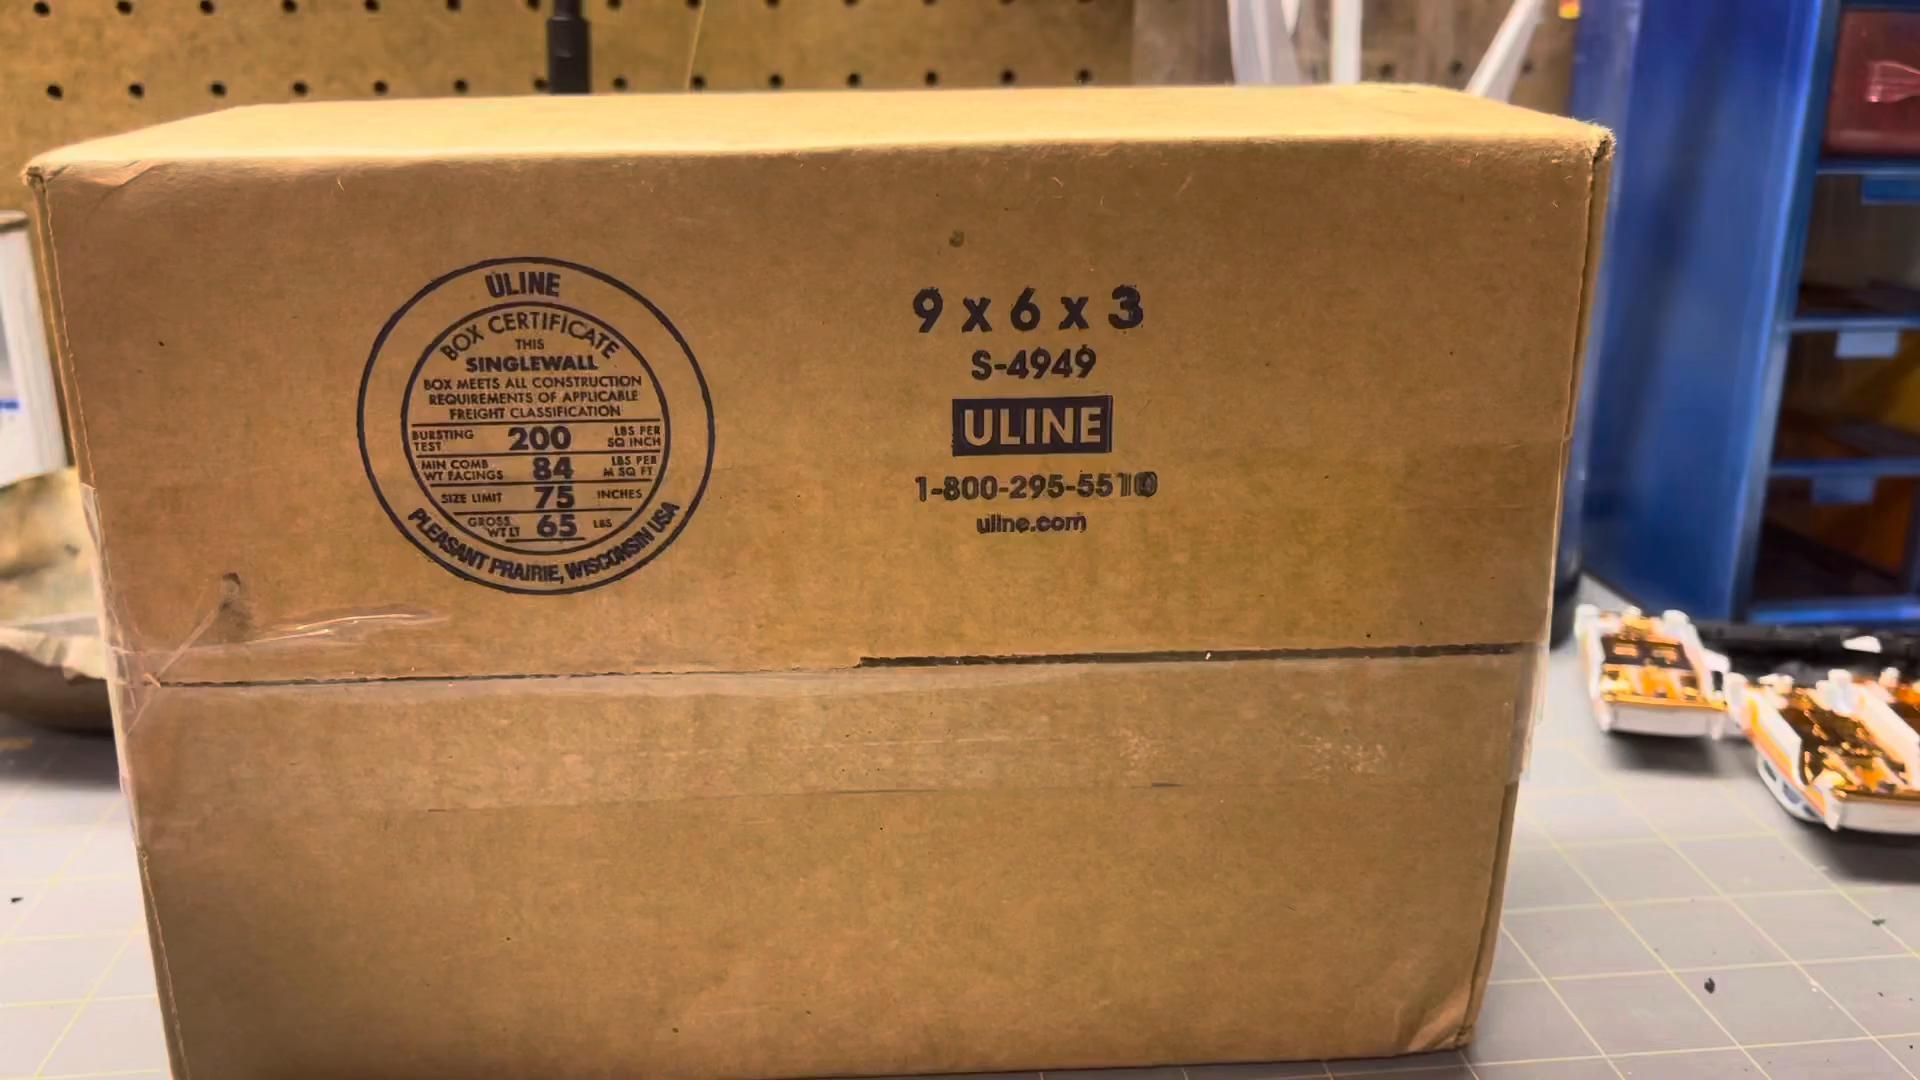 ULINE
BOX CERTIFICATE
THIS
SINGLEWALL
BOX MEETS ALL CONSTRUCTION
REQUIREMENTS OF APPLICABLE
FREIGHT CLASSIFICATION
BURSTING TEST 200 LBS PER SQ INCH
MIN COMB WT FACINGS 84 LBS PER M SQ FT
SIZE LIMIT 75 INCHES
GROSS WT LT 65 LBS
PLEASANT PRAIRIE, WISCONSIN USA
9 x 6 x 3
S-4949
ULINE
1-800-295-5510
uline.com